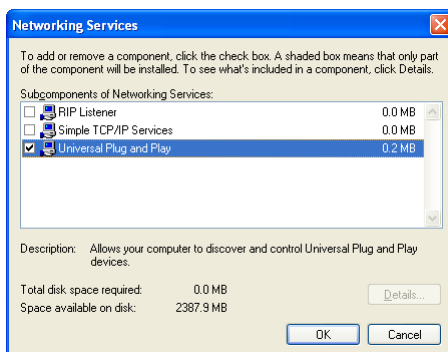 Networking Services
To add or remove a component, click the check box. A shaded box means that only part
of the component will be installed. To see what's included in a component, click Details.
Subcomponents of Networking Services:
RIP Listener 0.0 MB
Simple TCP/IP Services 0.0 MB
Universal Plug and Play 0.2 MB
Description: Allows your computer to discover and control Universal Plug and Play
devices.
Total disk space required: 0.0 MB
Space available on disk: 2387.9 MB
Details...
OK Cancel